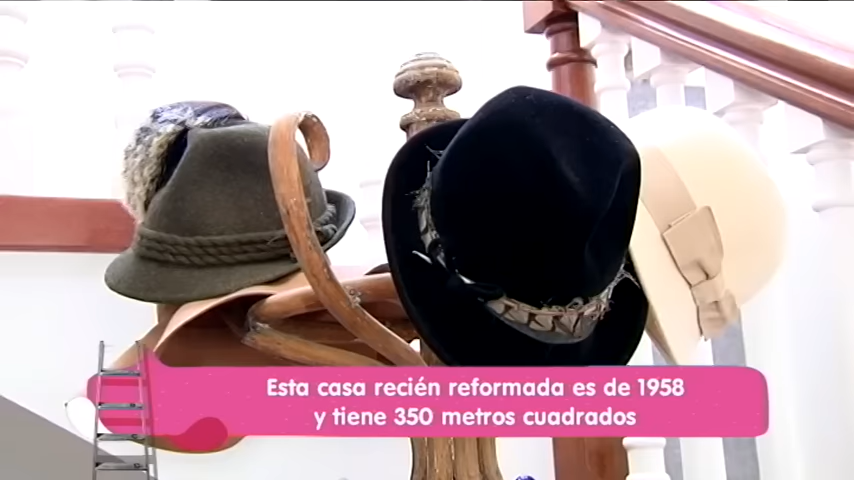 Esta casa recién reformada es de 1958
y tiene 350 metros cuadrados